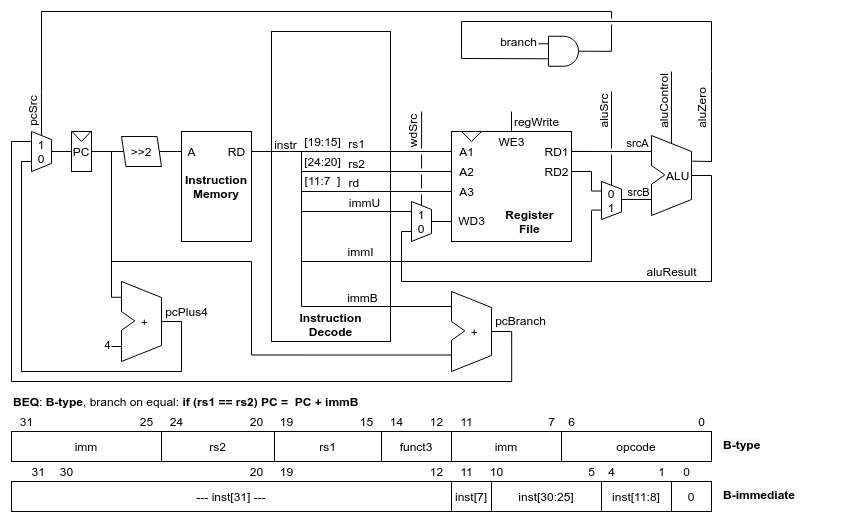 branch
pcSrc
wdSrc
regWrite
aluSrc
aluControl
aluZero
1
0
PC
>>2
A RD
Instruction
Memory
instr
[19:15] rs1
[24:20] rs2
[11:7 ] rd
immU
immI
immB
Instruction
Decode
1
0
WE3
A1 RD1
A2 RD2
A3
WD3
Register
File
srcA
srcB
0
1
ALU
aluResult
pcPlus4
+
4
pcBranch
+
BEQ: B-type, branch on equal: if (rs1 == rs2) PC = PC + immB
31 25 24 20 19 15 14 12 11 7 6 0
imm rs2 rs1 funct3 imm opcode B-type
31 30 20 19 12 11 10 5 4 1 0
--- inst[31] --- inst[7] inst[30:25] inst[11:8] 0 B-immediate